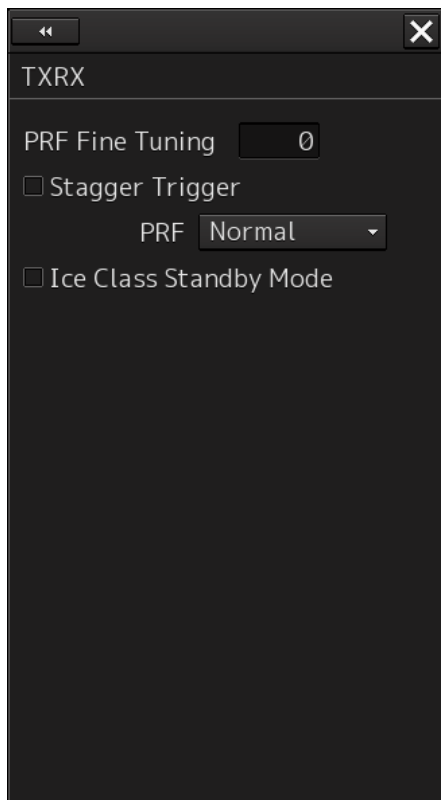 TXRX
PRF Fine Tuning 0
Stagger Trigger
PRF Normal
Ice Class Standby Mode